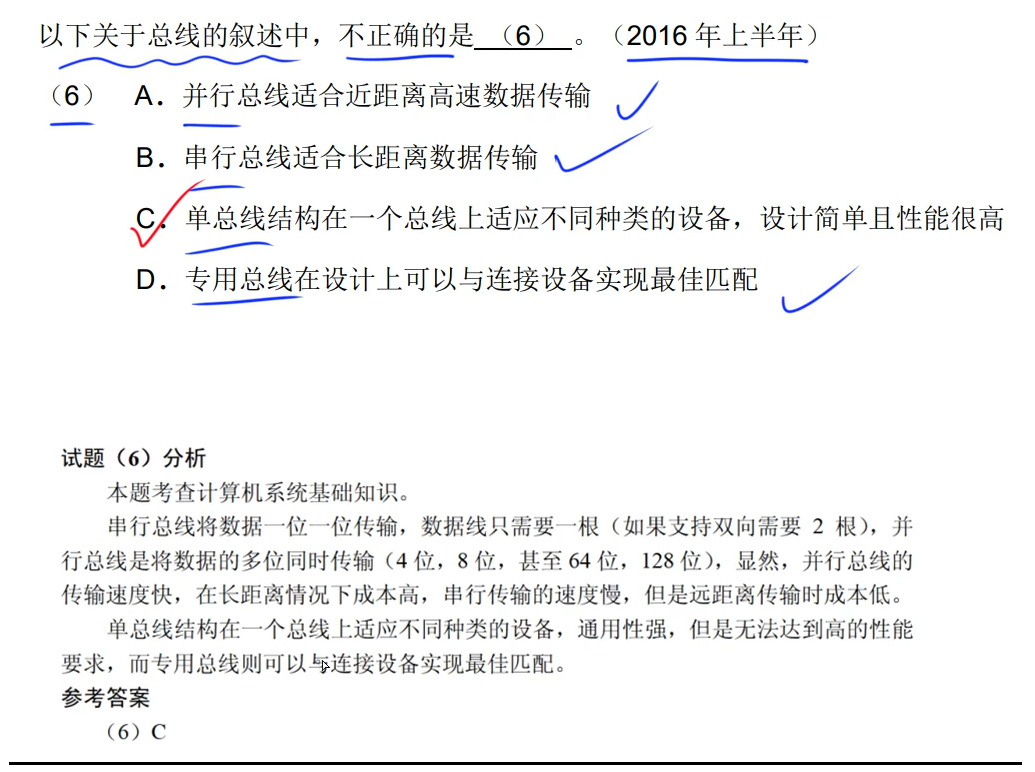 以下关于总线的叙述中，不正确的是 （6） 。（2016 年上半年）
（6） A．并行总线适合近距离高速数据传输
B．串行总线适合长距离数据传输
C．单总线结构在一个总线上适应不同种类的设备，设计简单且性能很高
D．专用总线在设计上可以与连接设备实现最佳匹配
试题（6）分析
本题考查计算机系统基础知识。
串行总线将数据一位一位传输，数据线只需要一根（如果支持双向需要 2 根），并
行总线是将数据的多位同时传输（4 位，8 位，甚至 64 位，128 位），显然，并行总线的
传输速度快，在长距离情况下成本高，串行传输的速度慢，但是远距离传输时成本低。
单总线结构在一个总线上适应不同种类的设备，通用性强，但是无法达到高的性能
要求，而专用总线则可以与连接设备实现最佳匹配。
参考答案
（6）C